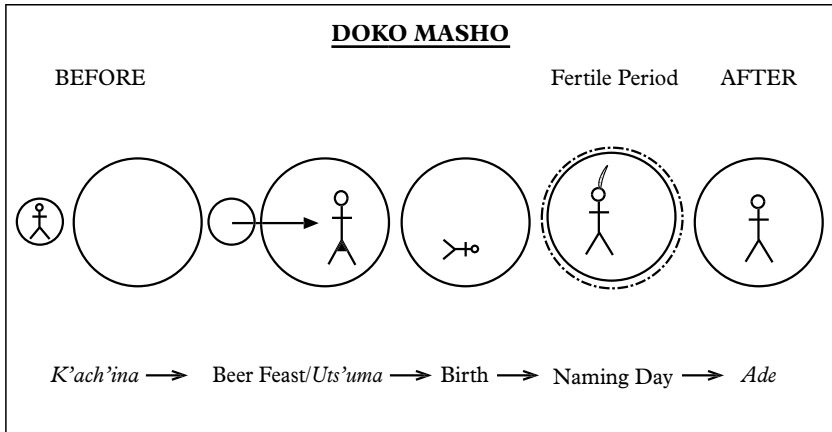 DOKO MASHO
BEFORE Fertile Period AFTER
K'ach'ina Beer Feast/Uts'uma Birth Naming Day Ade